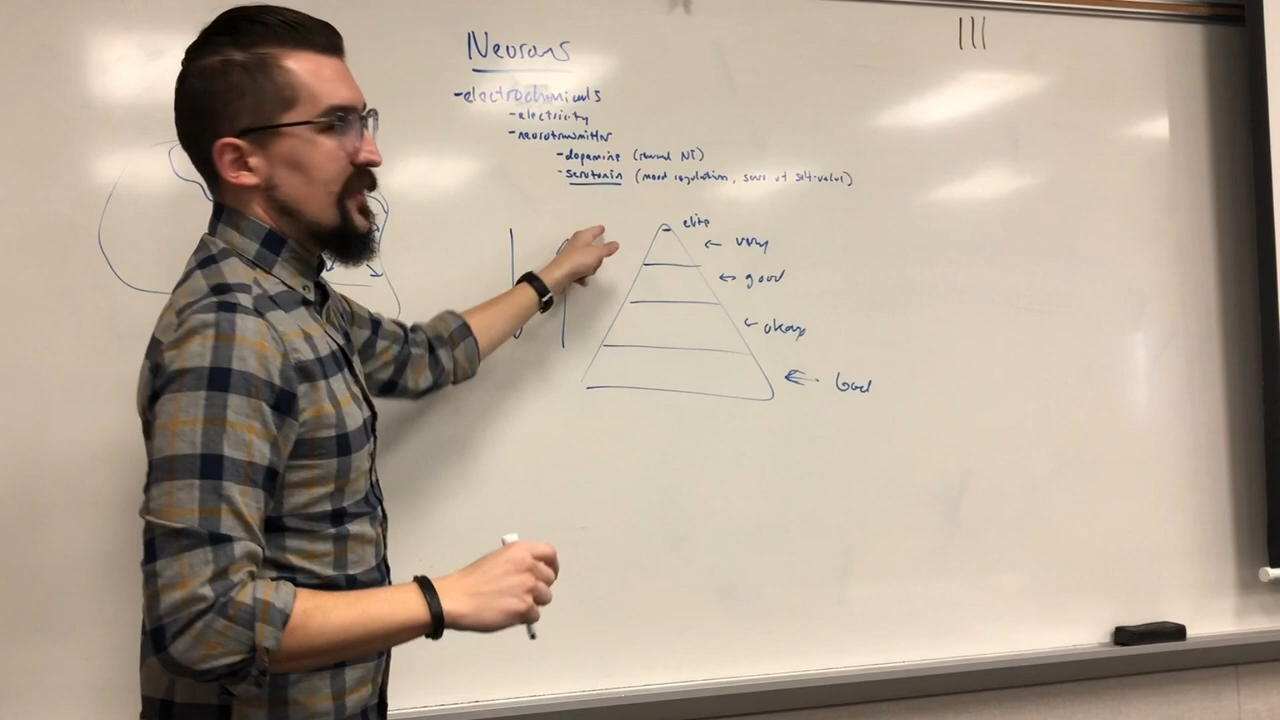 Neurons
-electrochemicals
-electricity
-neurotransmitter
-dopamine (reward NT)
-serotonin (mood regulation, sense of self-value)
elite
← very
← good
← okay
← bad